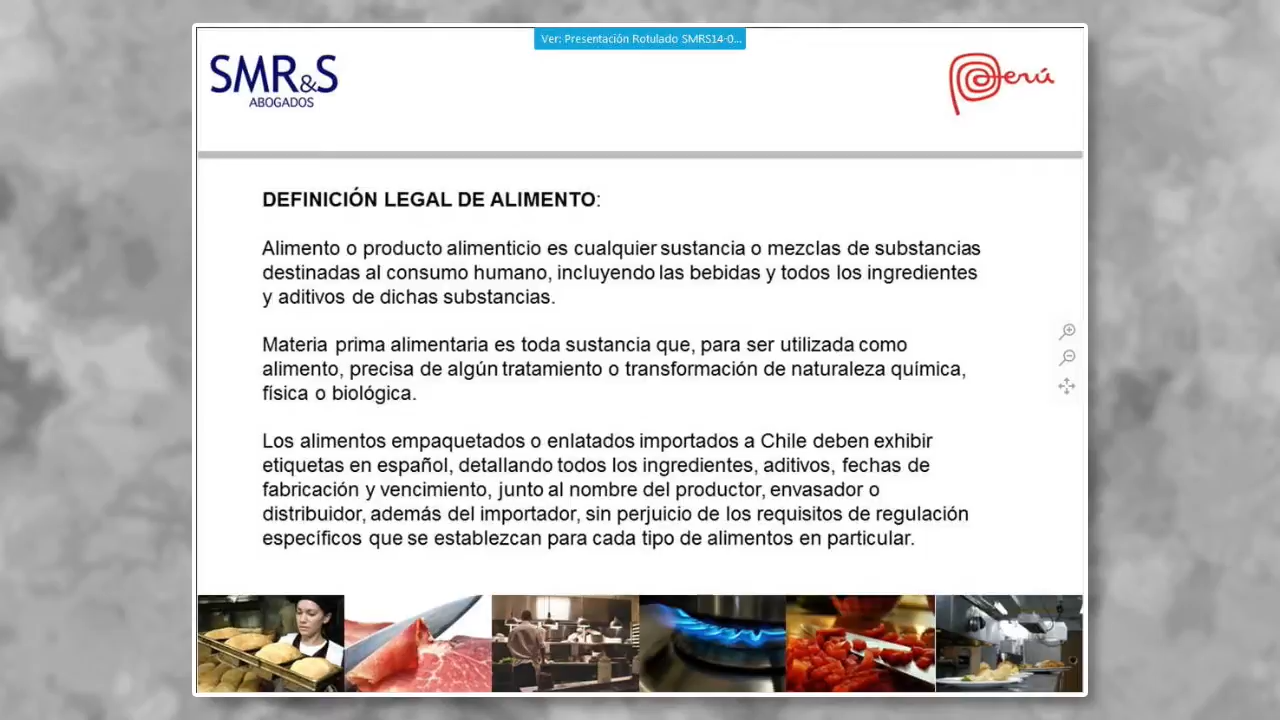 Ver: Presentación Rotulado SMRS14-0...
SMR&S
ABOGADOS
Perú
DEFINICIÓN LEGAL DE ALIMENTO:
Alimento o producto alimenticio es cualquier sustancia o mezclas de substancias
destinadas al consumo humano, incluyendo las bebidas y todos los ingredientes
y aditivos de dichas substancias.
Materia prima alimentaria es toda sustancia que, para ser utilizada como
alimento, precisa de algún tratamiento o transformación de naturaleza química,
física o biológica.
Los alimentos empaquetados o enlatados importados a Chile deben exhibir
etiquetas en español, detallando todos los ingredientes, aditivos, fechas de
fabricación y vencimiento, junto al nombre del productor, envasador o
distribuidor, además del importador, sin perjuicio de los requisitos de regulación
específicos que se establezcan para cada tipo de alimentos en particular.